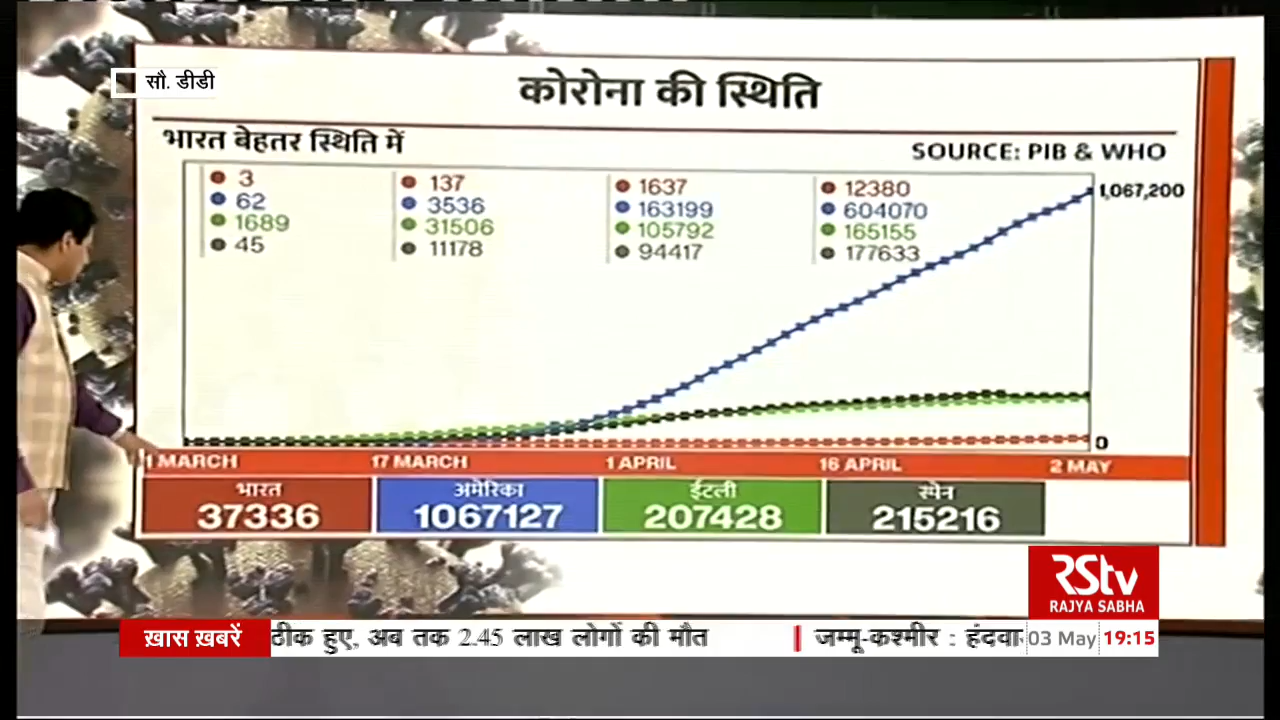 सौ. डीडी
कोरोना की स्थिति
भारत बेहतर स्थिति में
SOURCE: PIB & WHO
3 137 1637 12380
62 3536 163199 604070
1689 31506 105792 165155
45 11178 94417 177633
1,067,200
0
1 MARCH 17 MARCH 1 APRIL 16 APRIL 2 MAY
भारत अमेरिका ईटली स्पेन
37336 1067127 207428 215216
RStv
RAJYA SABHA
ख़ास ख़बरें ठीक हुए, अब तक 2.45 लाख लोगों की मौत जम्मू-कश्मीर : हंदवा 03 May 19:15